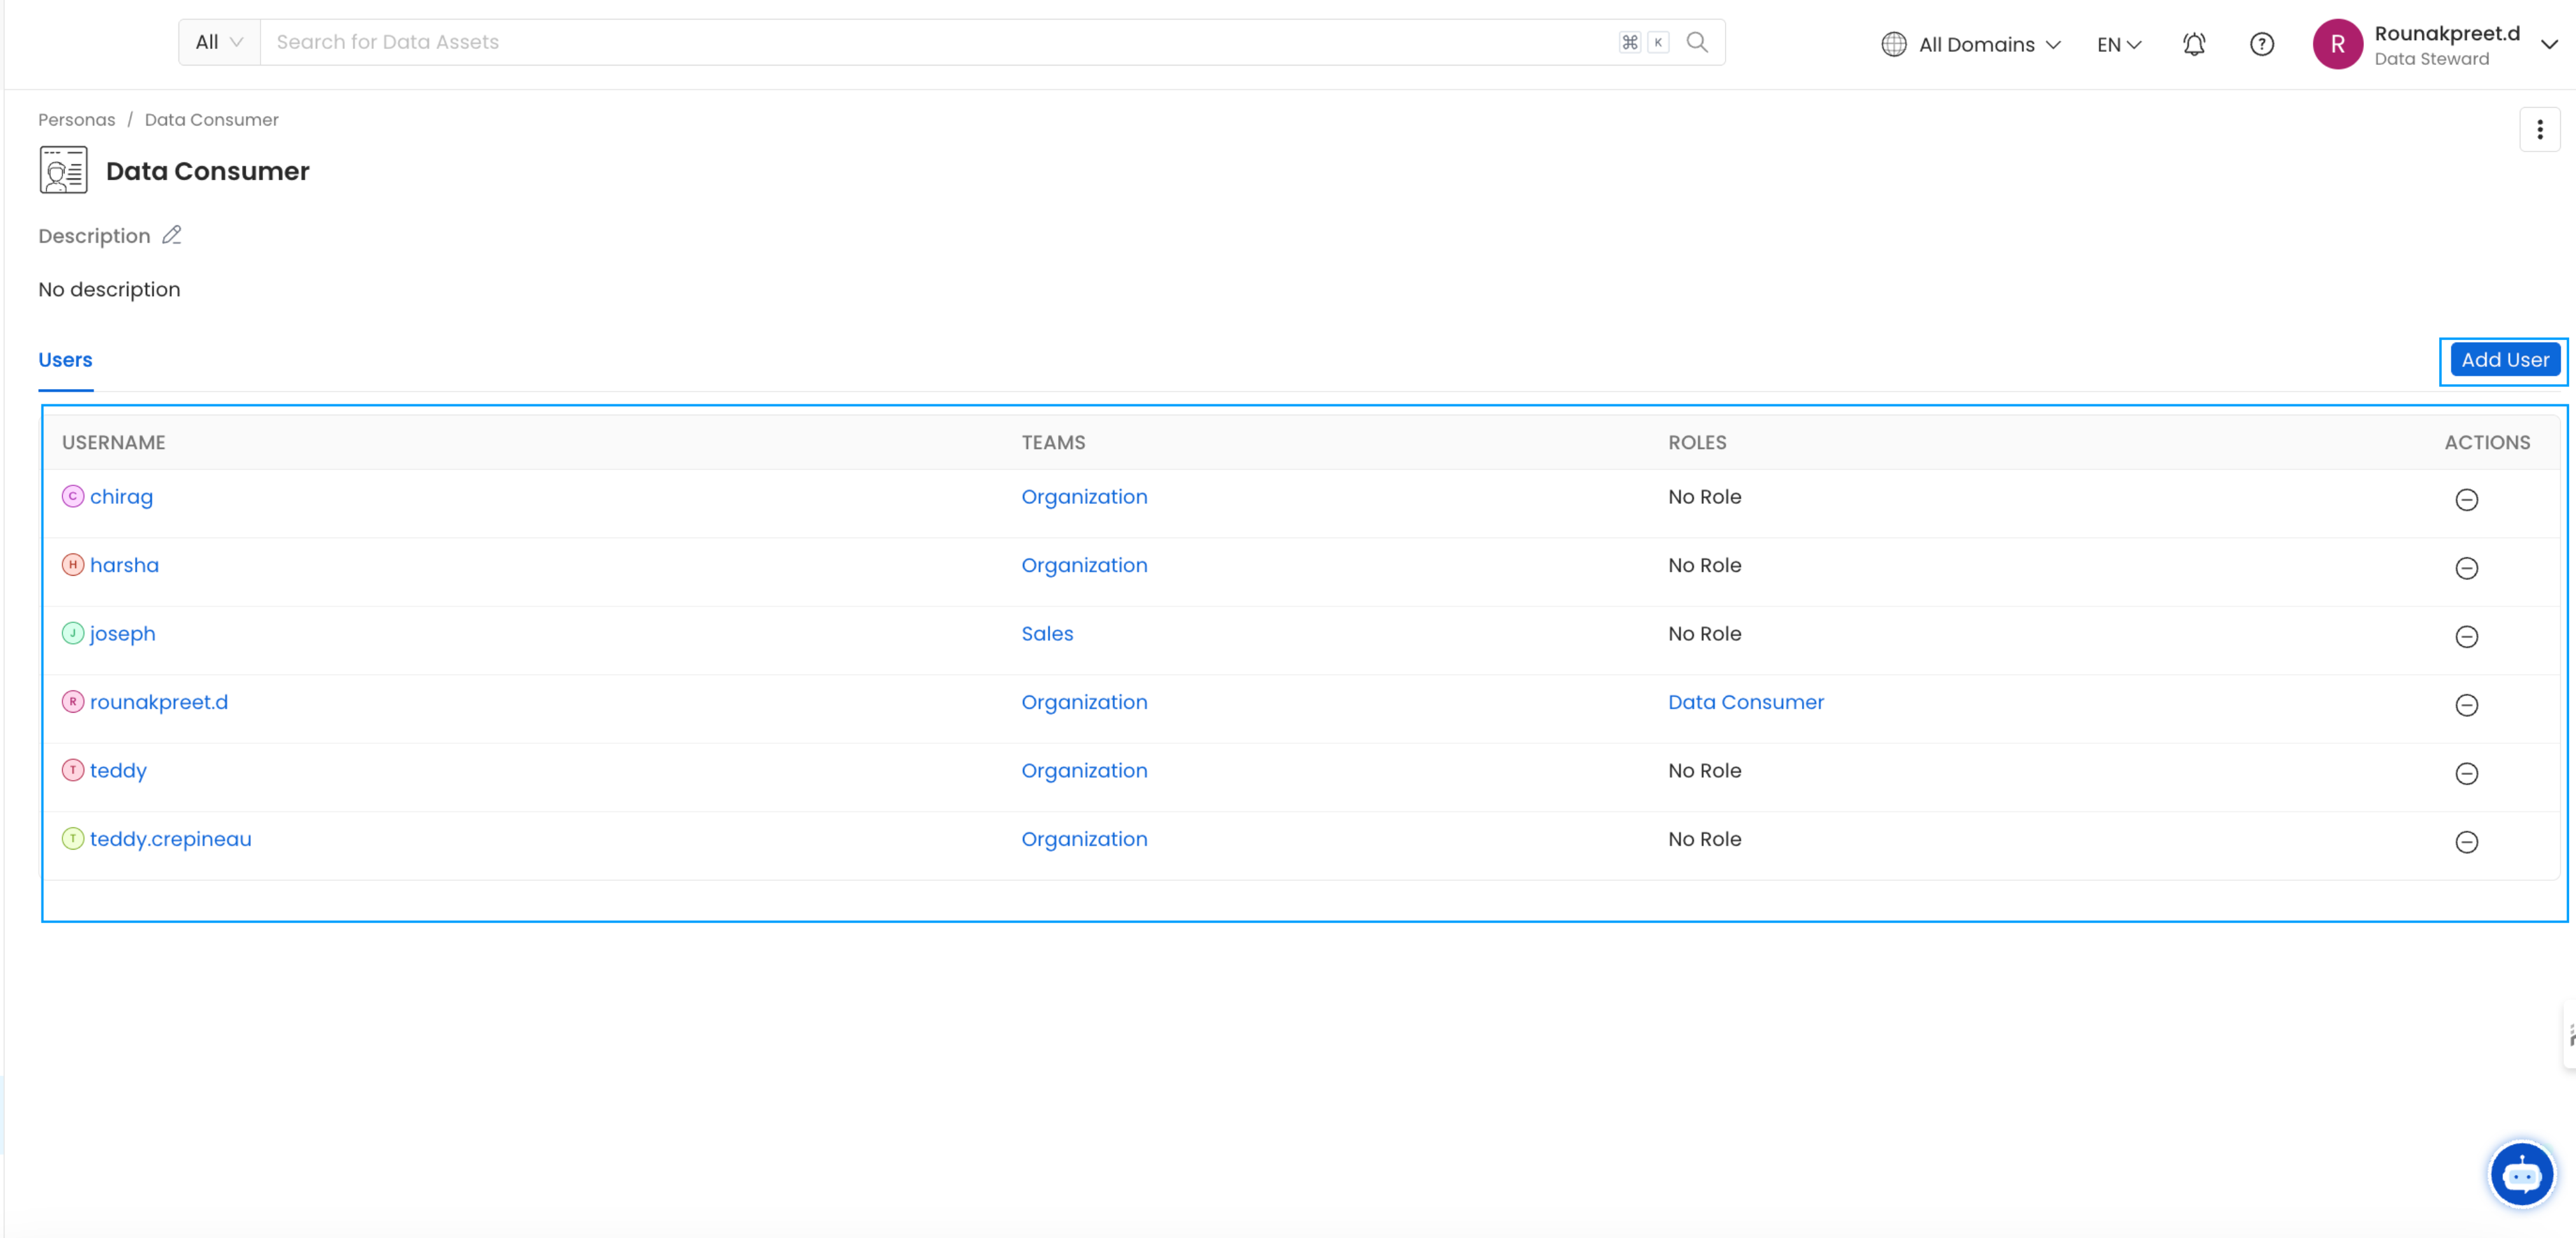 All Search for Data Assets ⌘ K All Domains EN ? R Rounakpreet.d
Data Steward
Personas / Data Consumer
Data Consumer
Description
No description
Users Add User
USERNAME TEAMS ROLES ACTIONS
C chirag Organization No Role
H harsha Organization No Role
J joseph Sales No Role
R rounakpreet.d Organization Data Consumer
T teddy Organization No Role
T teddy.crepineau Organization No Role